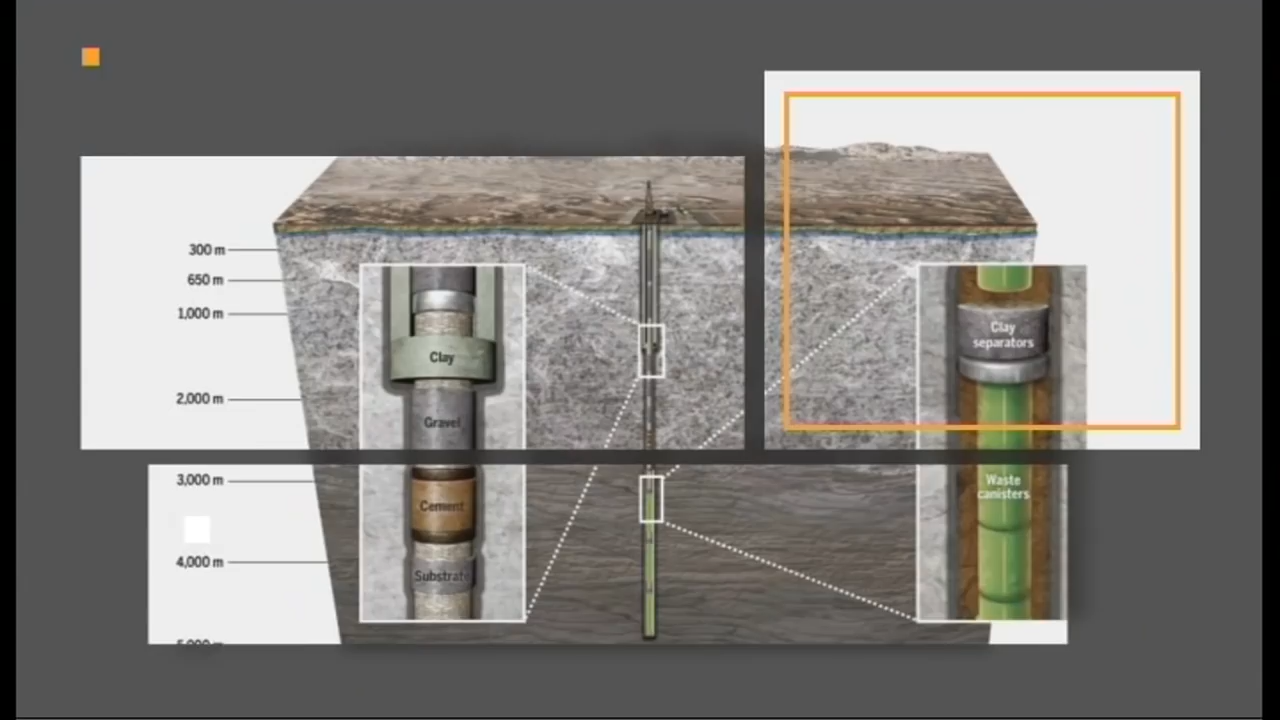 300 m
650 m
1,000 m
2,000 m
3,000 m
4,000 m
Clay
Gravel
Cement
Substrate
Clay
separators
Waste
canisters